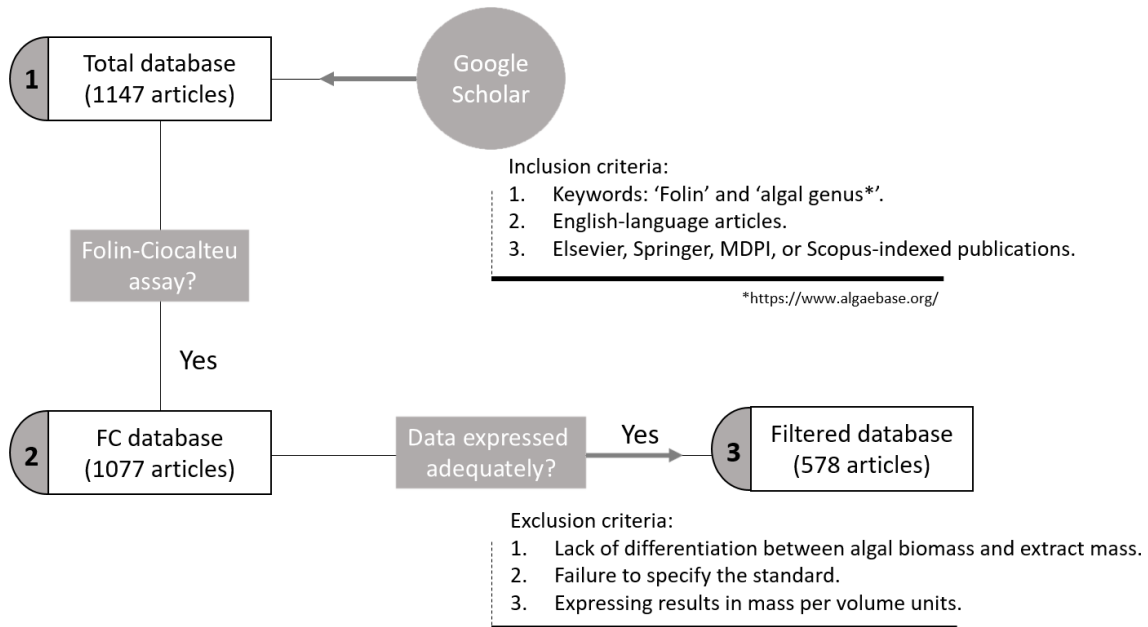 1
Total database
(1147 articles)
Google
Scholar
Inclusion criteria:
1. Keywords: ‘Folin’ and ‘algal genus*’.
2. English-language articles.
3. Elsevier, Springer, MDPI, or Scopus-indexed publications.
*https://www.algaebase.org/
Folin-Ciocalteu
assay?
Yes
2
FC database
(1077 articles)
Data expressed
adequately?
Yes
3
Filtered database
(578 articles)
Exclusion criteria:
1. Lack of differentiation between algal biomass and extract mass.
2. Failure to specify the standard.
3. Expressing results in mass per volume units.